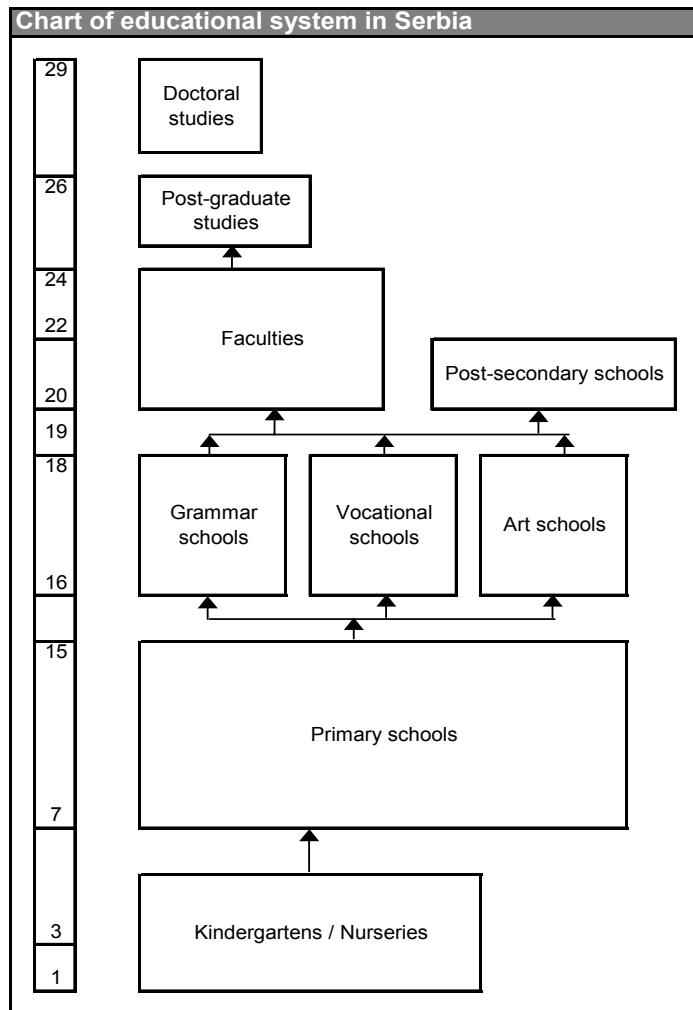 Chart of educational system in Serbia
29
Doctoral
studies
26
Post-graduate
studies
24
22
Faculties
Post-secondary schools
20
19
18
Grammar
schools
Vocational
schools
Art schools
16
15
Primary schools
7
Kindergartens / Nurseries
3
1